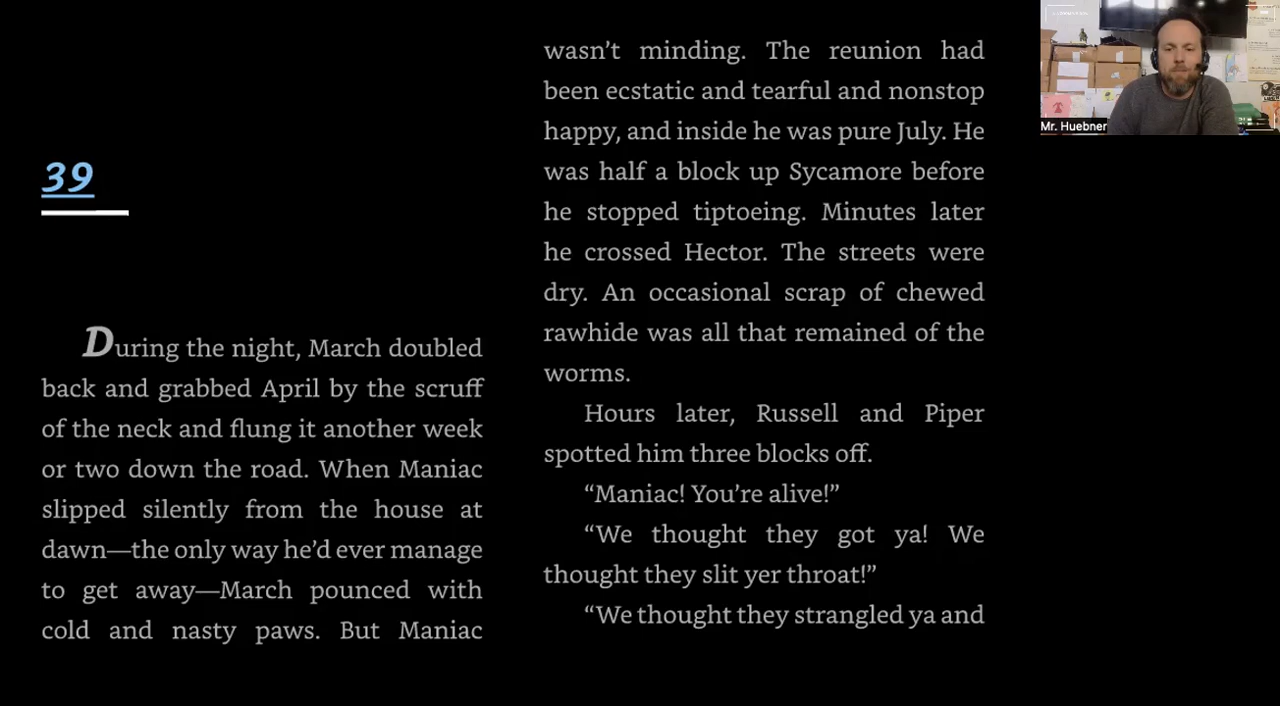 39
During the night, March doubled
back and grabbed April by the scruff
of the neck and flung it another week
or two down the road. When Maniac
slipped silently from the house at
dawn—the only way he’d ever manage
to get away—March pounced with
cold and nasty paws. But Maniac
wasn’t minding. The reunion had
been ecstatic and tearful and nonstop
happy, and inside he was pure July. He
was half a block up Sycamore before
he stopped tiptoeing. Minutes later
he crossed Hector. The streets were
dry. An occasional scrap of chewed
rawhide was all that remained of the
worms.
Hours later, Russell and Piper
spotted him three blocks off.
“Maniac! You’re alive!”
“We thought they got ya! We
thought they slit yer throat!”
“We thought they strangled ya and
Mr. Huebner